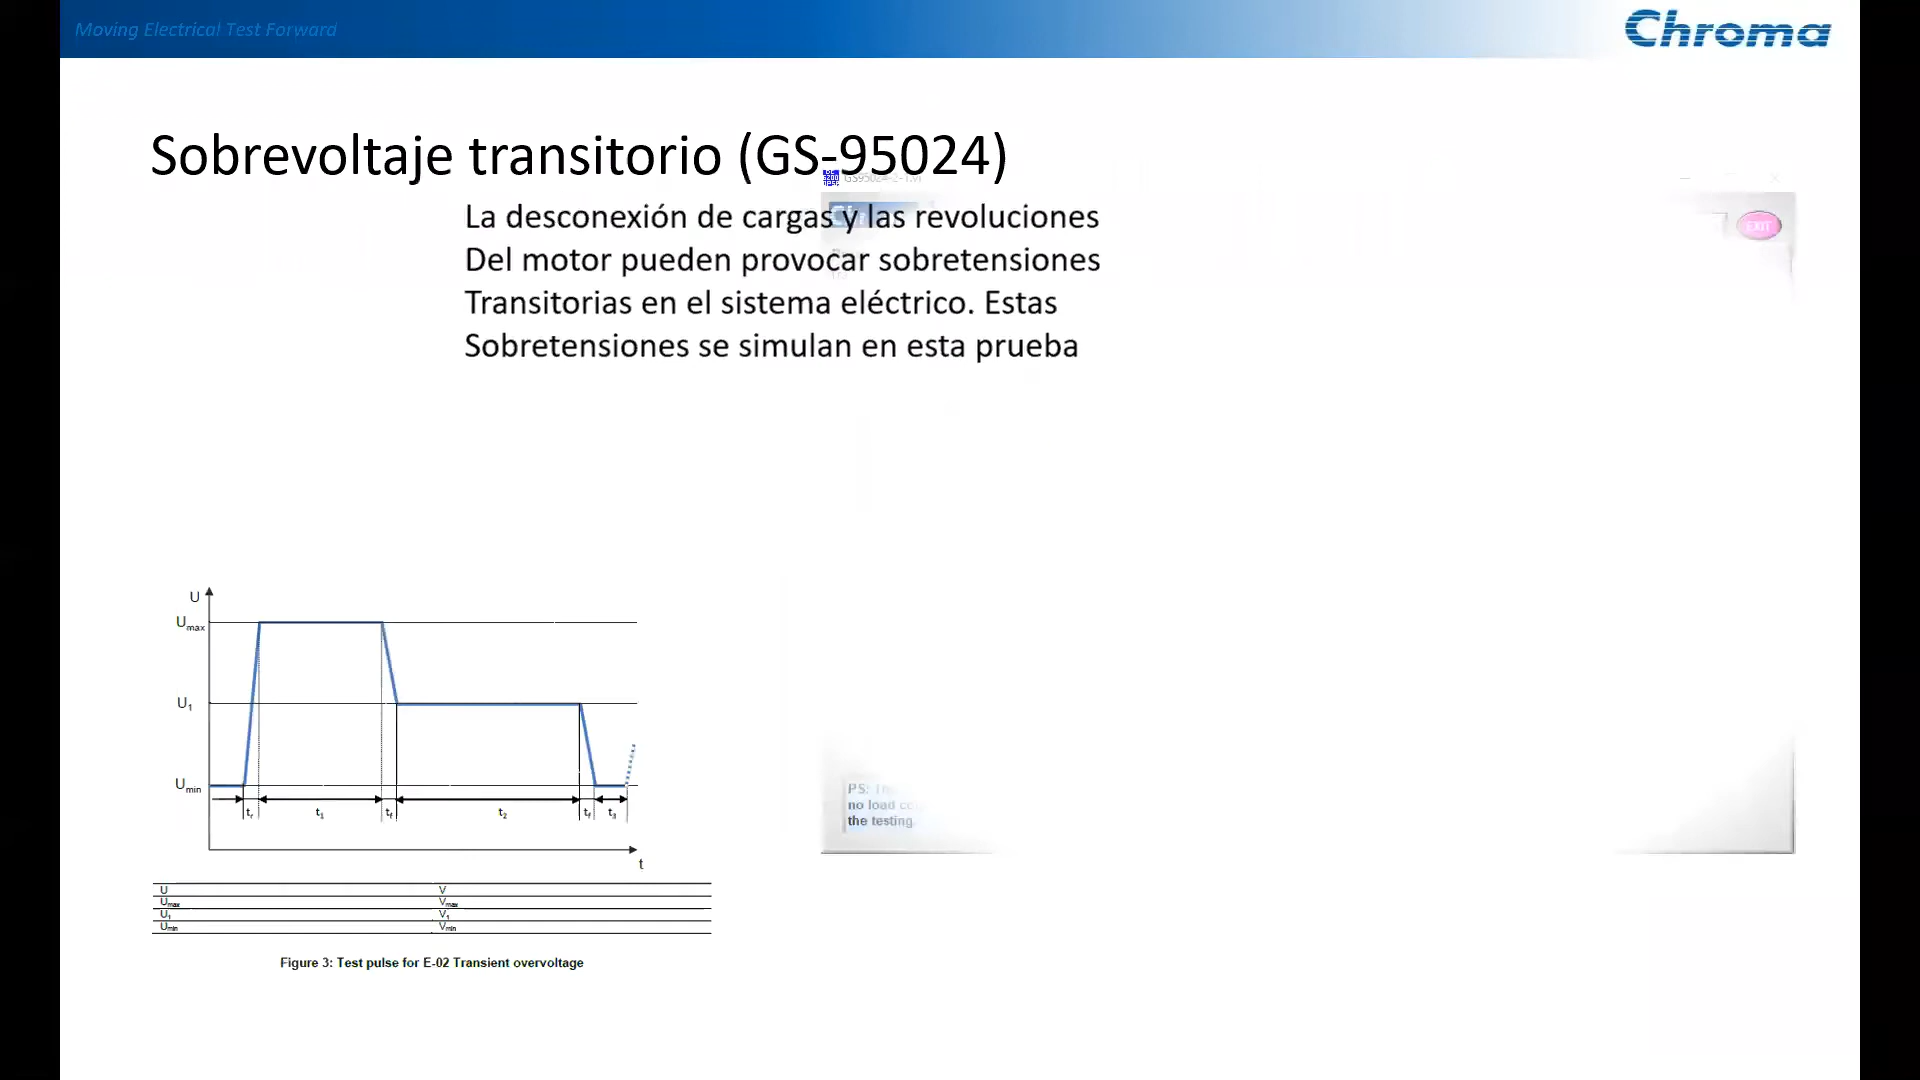 Moving Electrical Test Forward
Chroma
Sobrevoltaje transitorio (GS-95024)
La desconexión de cargas y las revoluciones
Del motor pueden provocar sobretensiones
Transitorias en el sistema eléctrico. Estas
Sobretensiones se simulan en esta prueba
EXIT
U
Umax
U1
Umin
tr t1 tf t2 tf t3
t
PS:
no load
the testing.
U V
Umax Vmax
U1 V1
Umin Vmin
Figure 3: Test pulse for E-02 Transient overvoltage